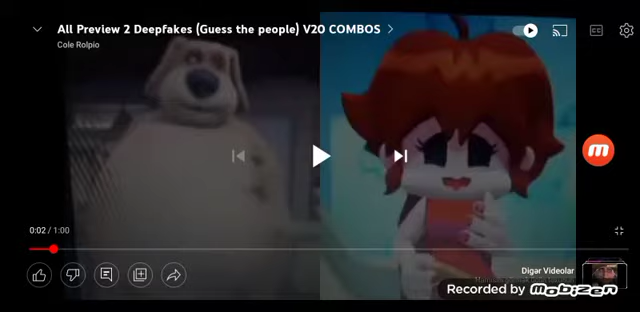 All Preview 2 Deepfakes (Guess the people) V20 COMBOS
Cole Rolpio
CC
m
0:02 / 1:00
Digar Videolar
Recorded by MOBIZEN